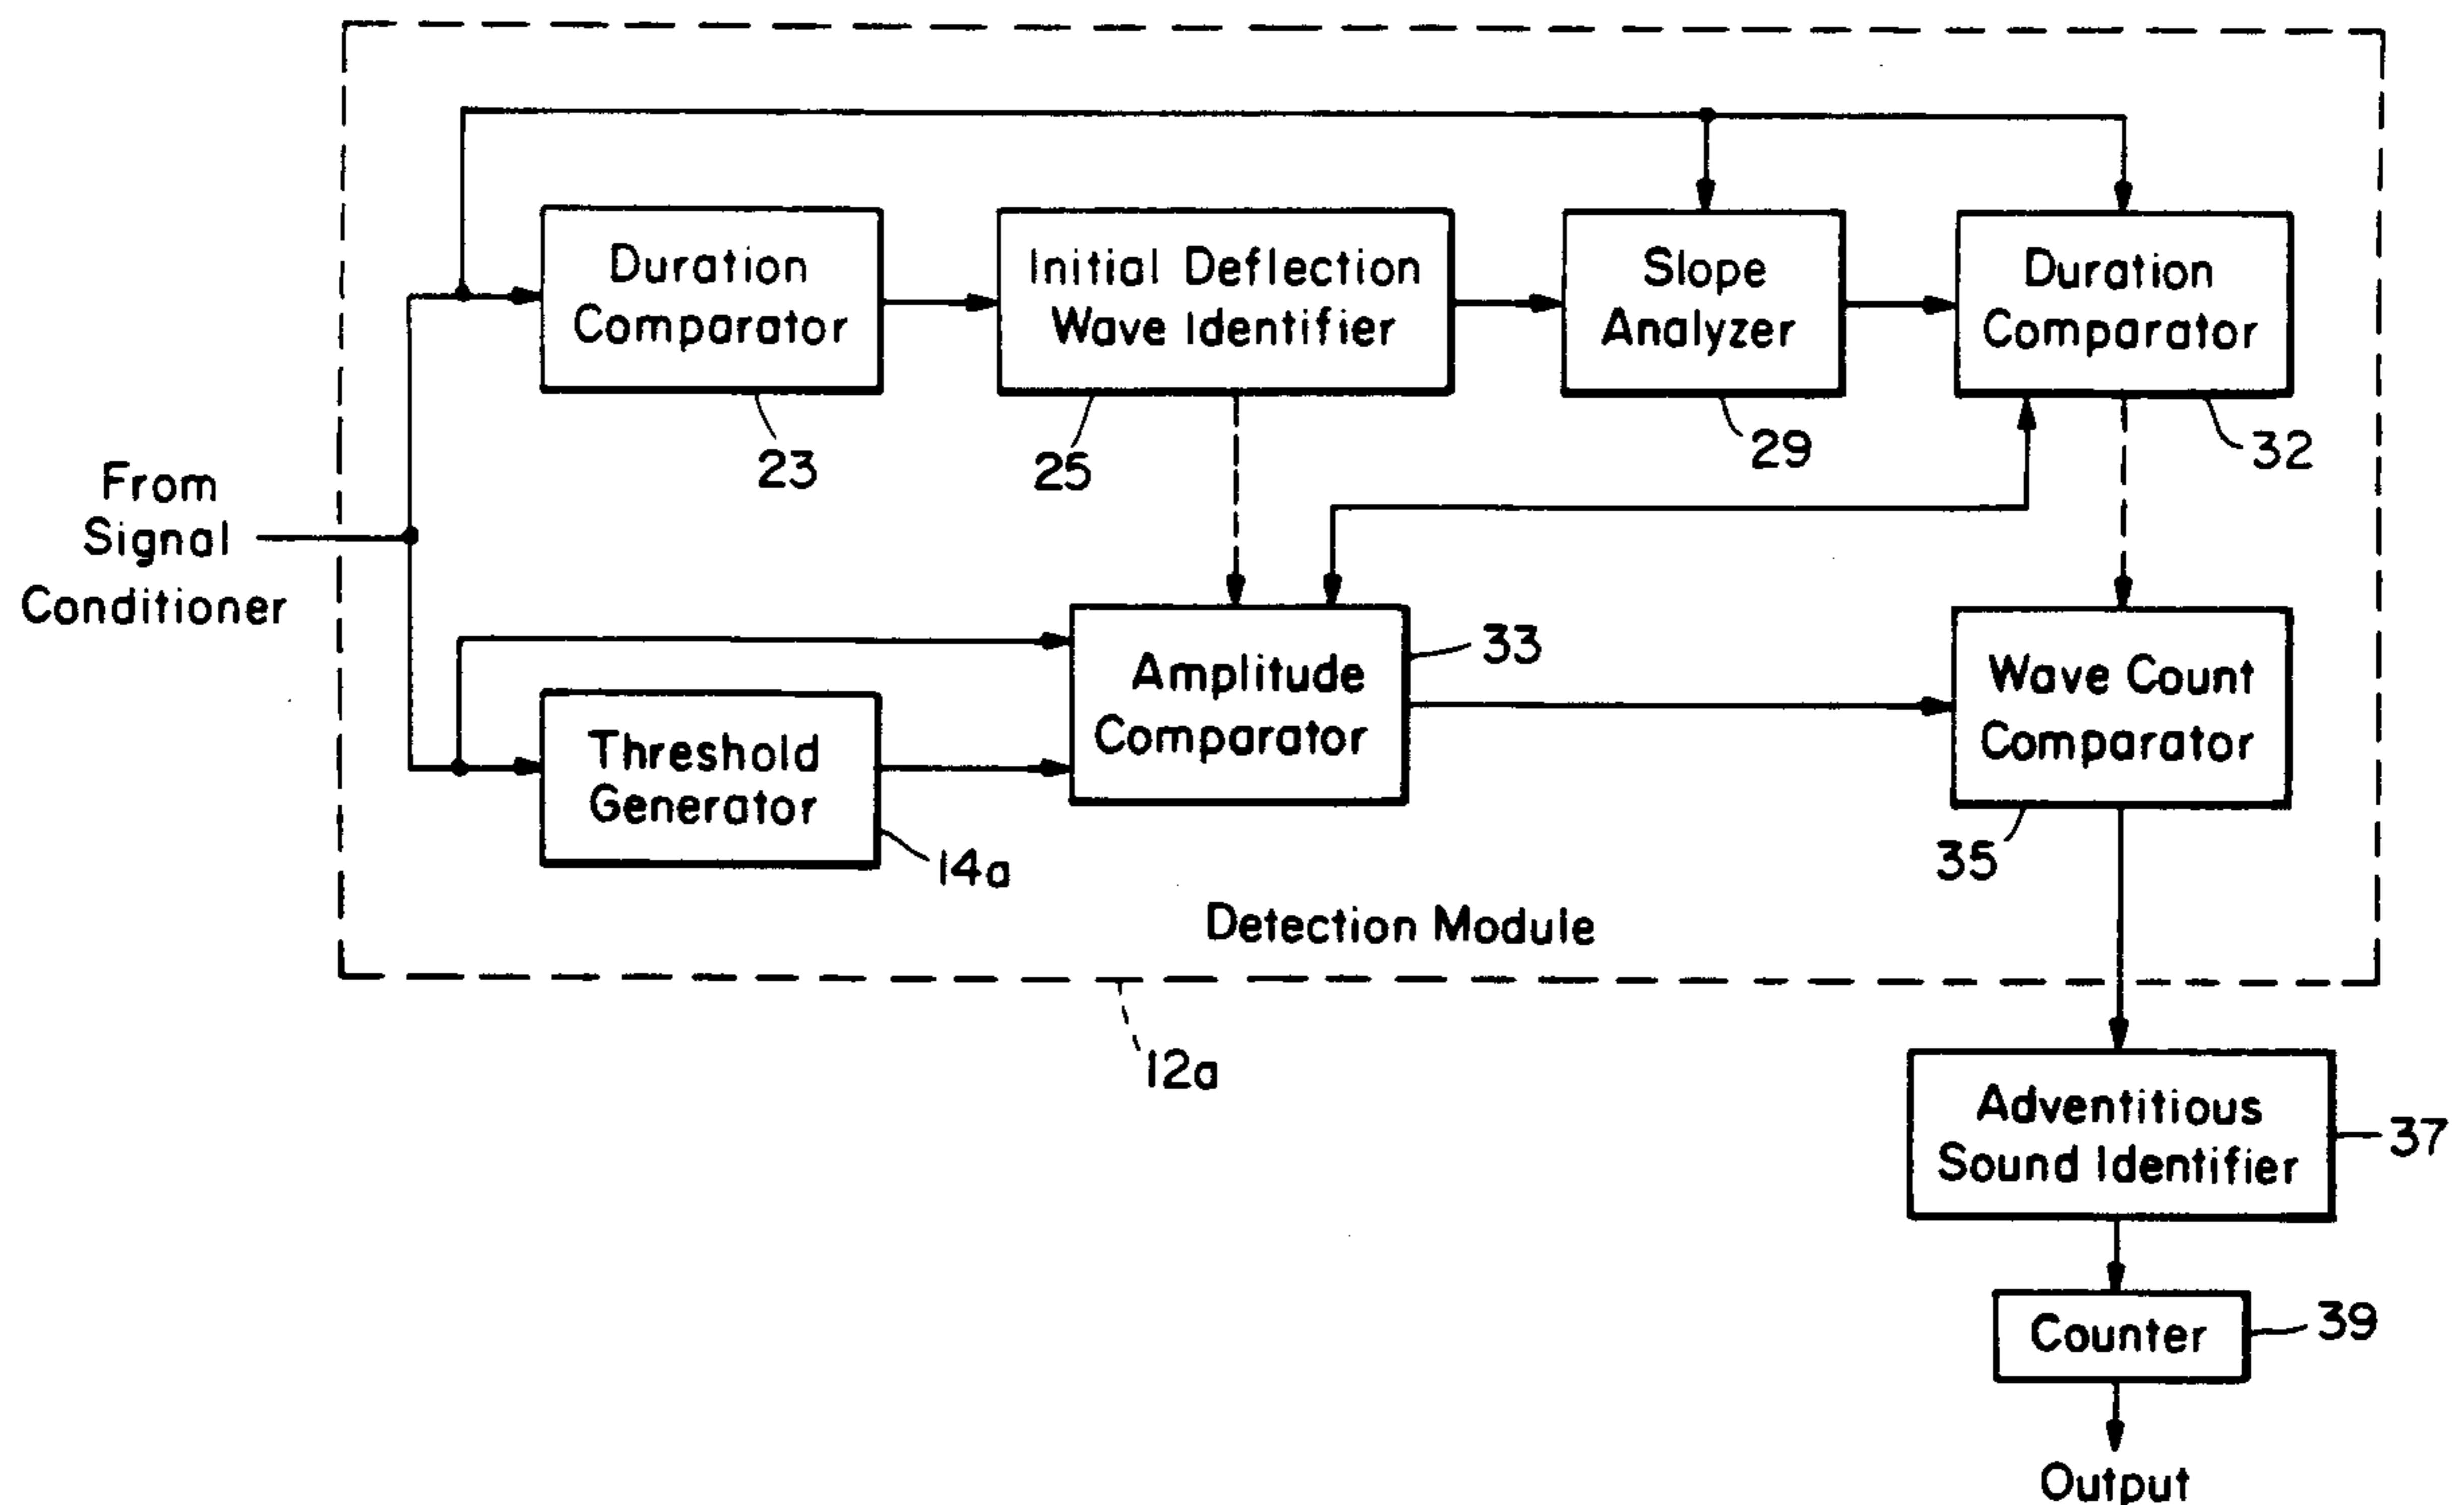 Duration
Comparator
23
Initial Deflection
Wave Identifier
25
Slope
Analyzer
29
Duration
Comparator
32
From
Signal
Conditioner
Amplitude
Comparator
33
Wave Count
Comparator
35
Threshold
Generator
14a
Detection Module
12a
Adventitious
Sound Identifier
37
Counter
39
Output